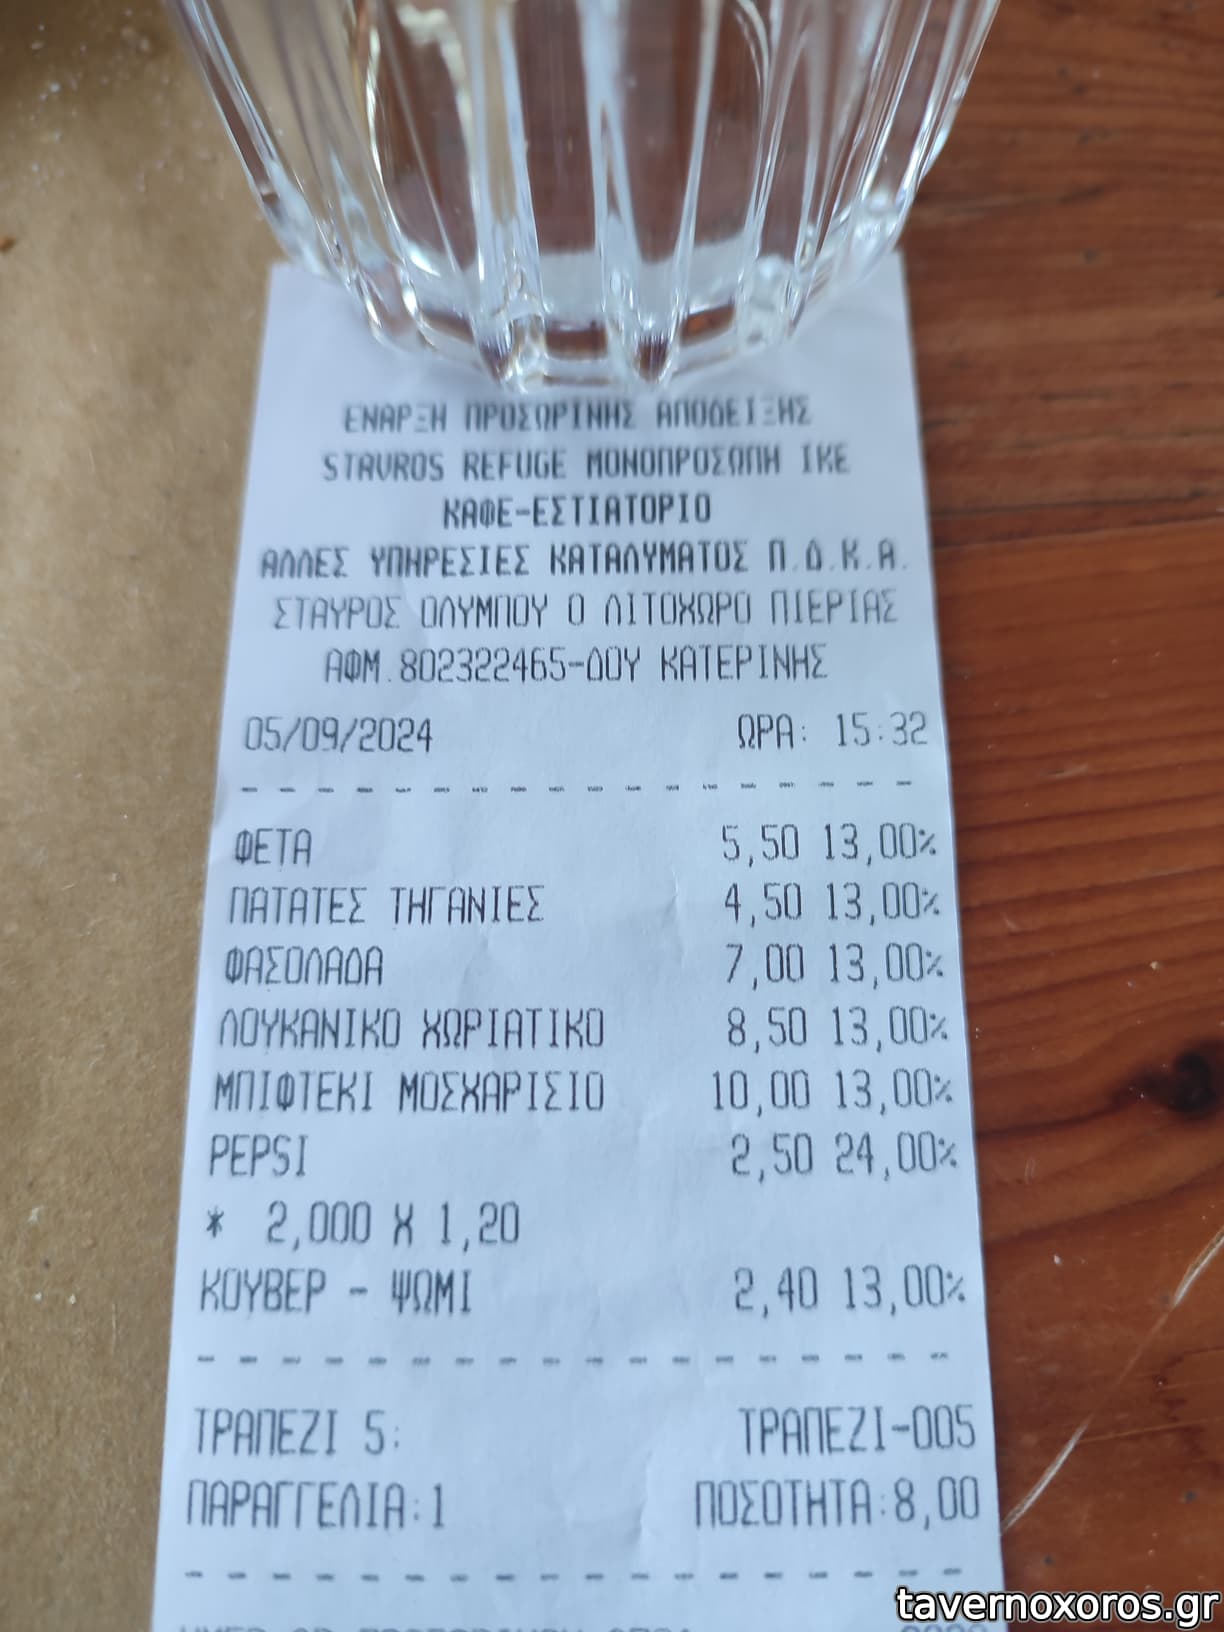 ΕΝΑΡΞΗ ΠΡΟΣΩΡΙΝΗΣ ΑΠΟΔΕΙΞΗΣ
STAVROS REFUGE ΜΟΝΟΠΡΟΣΩΠΗ ΙΚΕ
ΚΑΦΕ-ΕΣΤΙΑΤΟΡΙΟ
ΑΛΛΕΣ ΥΠΗΡΕΣΙΕΣ ΚΑΤΑΛΥΜΑΤΟΣ Π.Δ.Κ.Α.
ΣΤΑΥΡΟΣ ΟΛΥΜΠΟΥ 0 ΛΙΤΟΧΩΡΟ ΠΙΕΡΙΑΣ
ΑΦΜ.802322465-ΔΟΥ ΚΑΤΕΡΙΝΗΣ
05/09/2024 ΩΡΑ: 15:32
ΦΕΤΑ 5,50 13,00%
ΠΑΤΑΤΕΣ ΤΗΓΑΝΙΕΣ 4,50 13,00%
ΦΑΣΟΛΑΔΑ 7,00 13,00%
ΛΟΥΚΑΝΙΚΟ ΧΩΡΙΑΤΙΚΟ 8,50 13,00%
ΜΠΙΦΤΕΚΙ ΜΟΣΧΑΡΙΣΙΟ 10,00 13,00%
PEPSI 2,50 24,00%
* 2,000 X 1,20
ΚΟΥΒΕΡ - ΨΩΜΙ 2,40 13,00%
ΤΡΑΠΕΖΙ 5: ΤΡΑΠΕΖΙ-005
ΠΑΡΑΓΓΕΛΙΑ:1 ΠΟΣΟΤΗΤΑ:8,00
tavernoxoros.gr